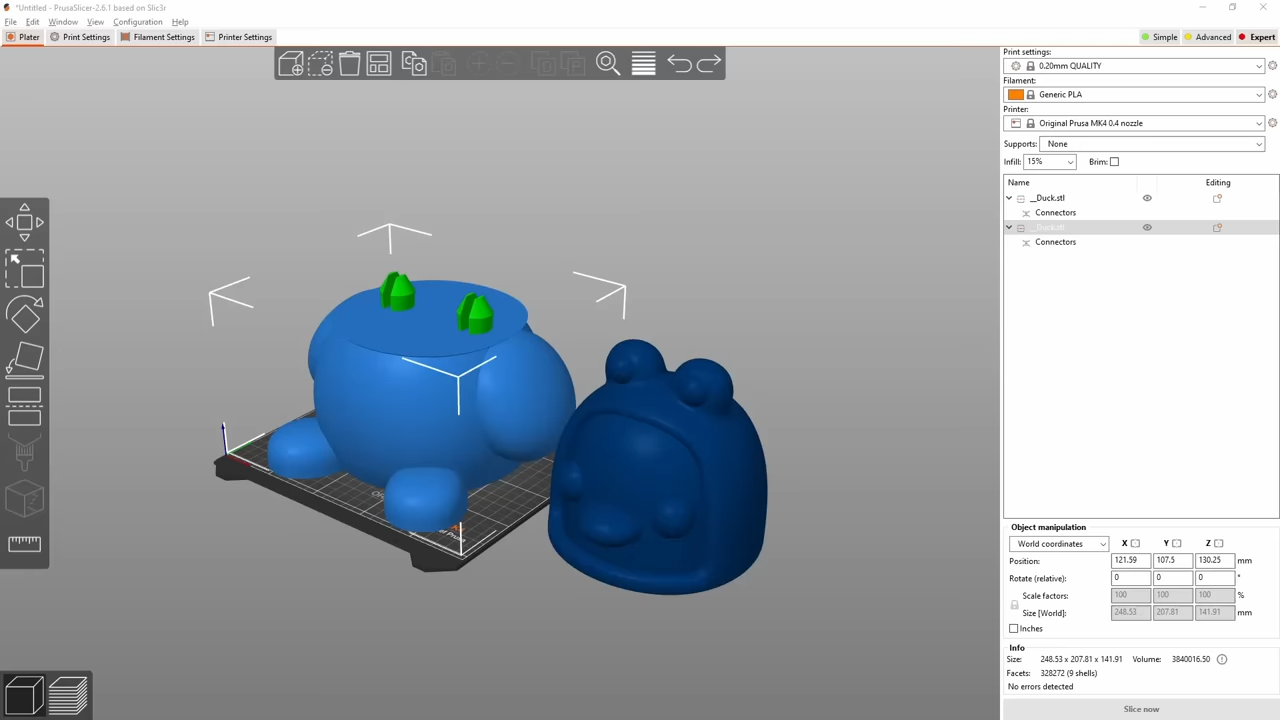 *Untitled - PrusaSlicer-2.6.1 based on Slic3r
File Edit Window View Configuration Help
Plater Print Settings Filament Settings Printer Settings Simple Advanced Expert
Print settings:
0.20mm QUALITY
Filament:
Generic PLA
Printer:
Original Prusa MK4 0.4 nozzle
Supports: None
Infill: 15% Brim:
Name Editing
__Duck.stl
Connectors
__Duck.stl
Connectors
Object manipulation
World coordinates X Y Z
Position: 121.59 107.5 130.25 mm
Rotate (relative): 0 0 0 °
Scale factors: 100 100 100 %
Size [World]: 248.53 207.81 141.91 mm
Inches
Info
Size: 248.53 x 207.81 x 141.91 Volume: 3840016.50
Facets: 328272 (9 shells)
No errors detected
Slice now